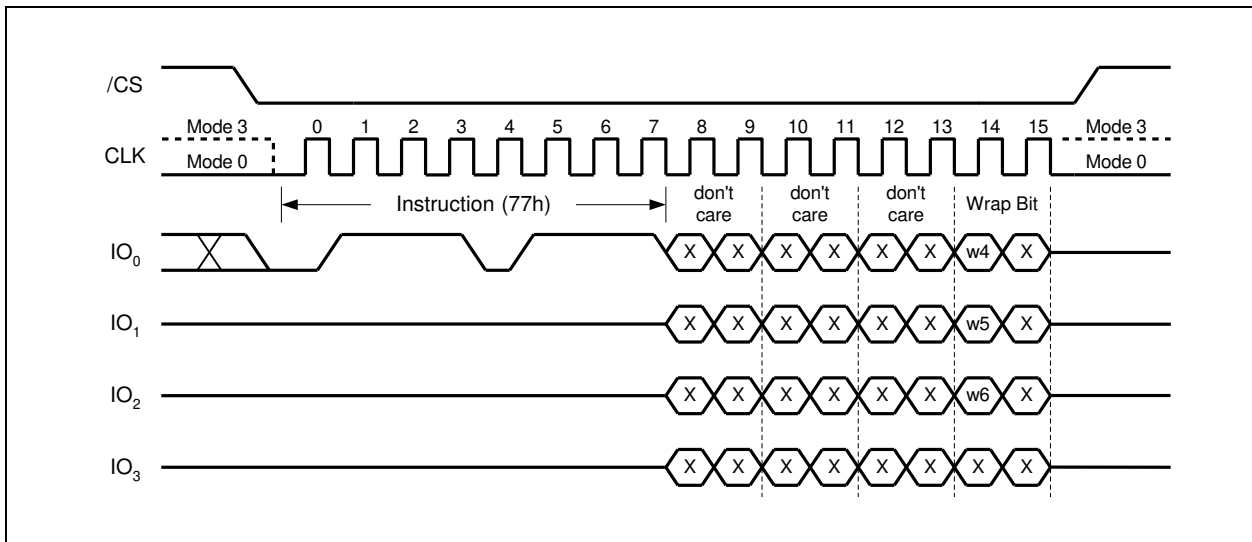 /CS
Mode 3 0 1 2 3 4 5 6 7 8 9 10 11 12 13 14 15 Mode 3
CLK Mode 0 Mode 0
Instruction (77h) don't care don't care don't care Wrap Bit
IO0 X X X X X X w4 X
IO1 X X X X X X w5 X
IO2 X X X X X X w6 X
IO3 X X X X X X X X